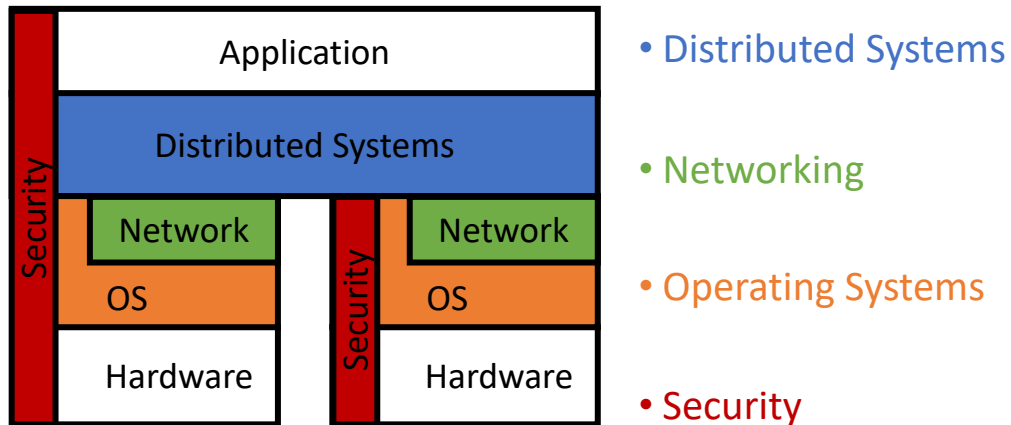 Application
Distributed Systems
Security
Network
OS
Hardware
Security
Network
OS
Hardware
• Distributed Systems
• Networking
• Operating Systems
• Security